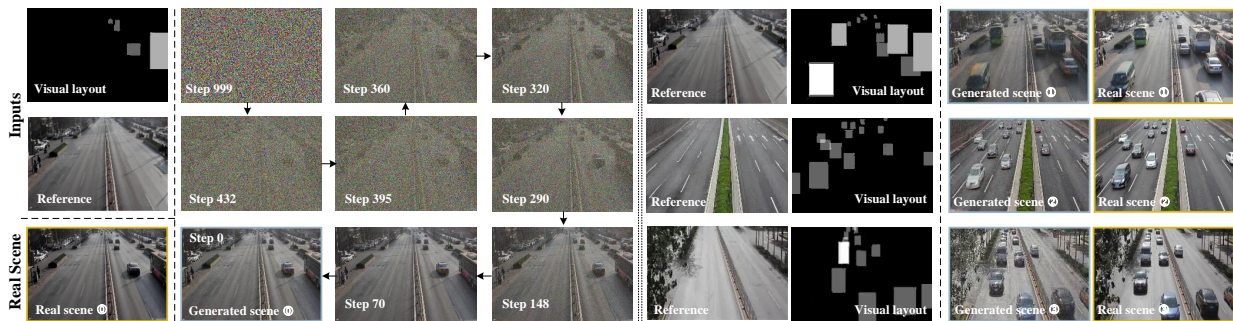 Inputs
Visual layout
Reference
Real Scene
Real scene ⓪
Step 999
Step 360
Step 320
Step 432
Step 395
Step 290
Step 0
Generated scene ⓪
Step 70
Step 148
Reference
Visual layout
Generated scene ①
Real scene ①
Reference
Visual layout
Generated scene ②
Real scene ②
Reference
Visual layout
Generated scene ③
Real scene ③